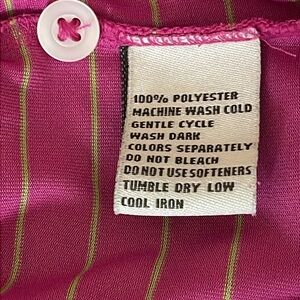 100% POLYESTER
MACHINE WASH COLD
GENTLE CYCLE
WASH DARK
COLORS SEPARATELY
DO NOT BLEACH
DO NOT USE SOFTENERS
TUMBLE DRY LOW
COOL IRON